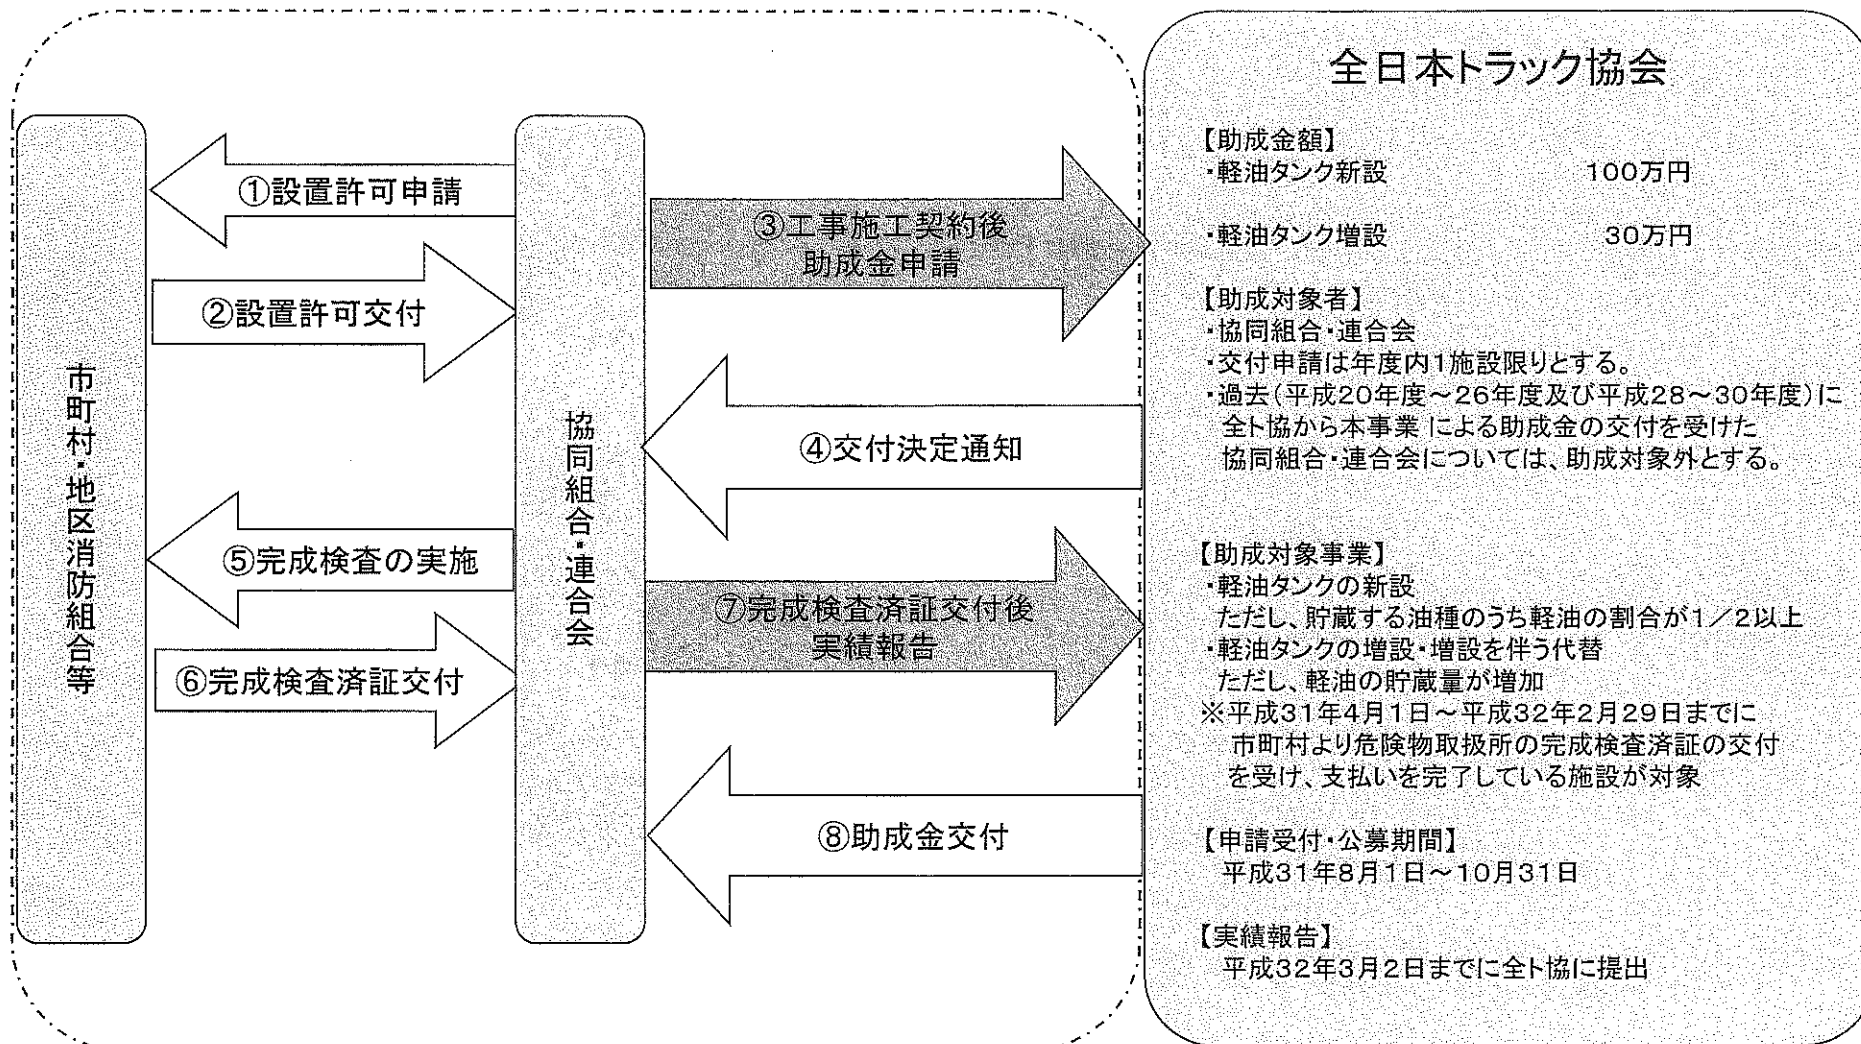 市町村・地区消防組合等
①設置許可申請
②設置許可交付
⑤完成検査の実施
⑥完成検査済証交付
協同組合・連合会
③工事施工契約後
助成金申請
④交付決定通知
⑦完成検査済証交付後
実績報告
⑧助成金交付
全日本トラック協会
【助成金額】
・軽油タンク新設 100万円
・軽油タンク増設 30万円
【助成対象者】
・協同組合・連合会
・交付申請は年度内1施設限りとする。
・過去(平成20年度～26年度及び平成28～30年度)に
全ト協から本事業による助成金の交付を受けた
協同組合・連合会については、助成対象外とする。
【助成対象事業】
・軽油タンクの新設
ただし、貯蔵する油種のうち軽油の割合が1／2以上
・軽油タンクの増設・増設を伴う代替
ただし、軽油の貯蔵量が増加
※平成31年4月1日～平成32年2月29日までに
市町村より危険物取扱所の完成検査済証の交付
を受け、支払いを完了している施設が対象
【申請受付・公募期間】
平成31年8月1日～10月31日
【実績報告】
平成32年3月2日までに全ト協に提出